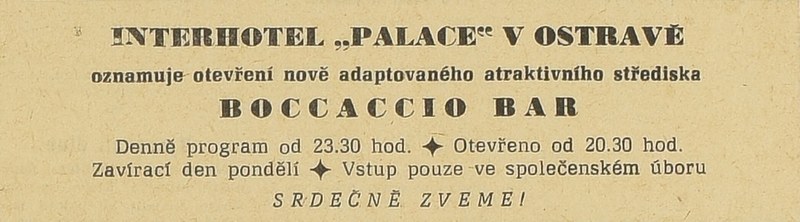 INTERHOTEL „PALACE“ V OSTRAVĚ
oznamuje otevření nově adaptovaného atraktivního střediska
BOCCACCIO BAR
Denně program od 23.30 hod. ✦ Otevřeno od 20.30 hod.
Zavírací den pondělí ✦ Vstup pouze ve společenském úboru
SRDEČNĚ ZVEME!